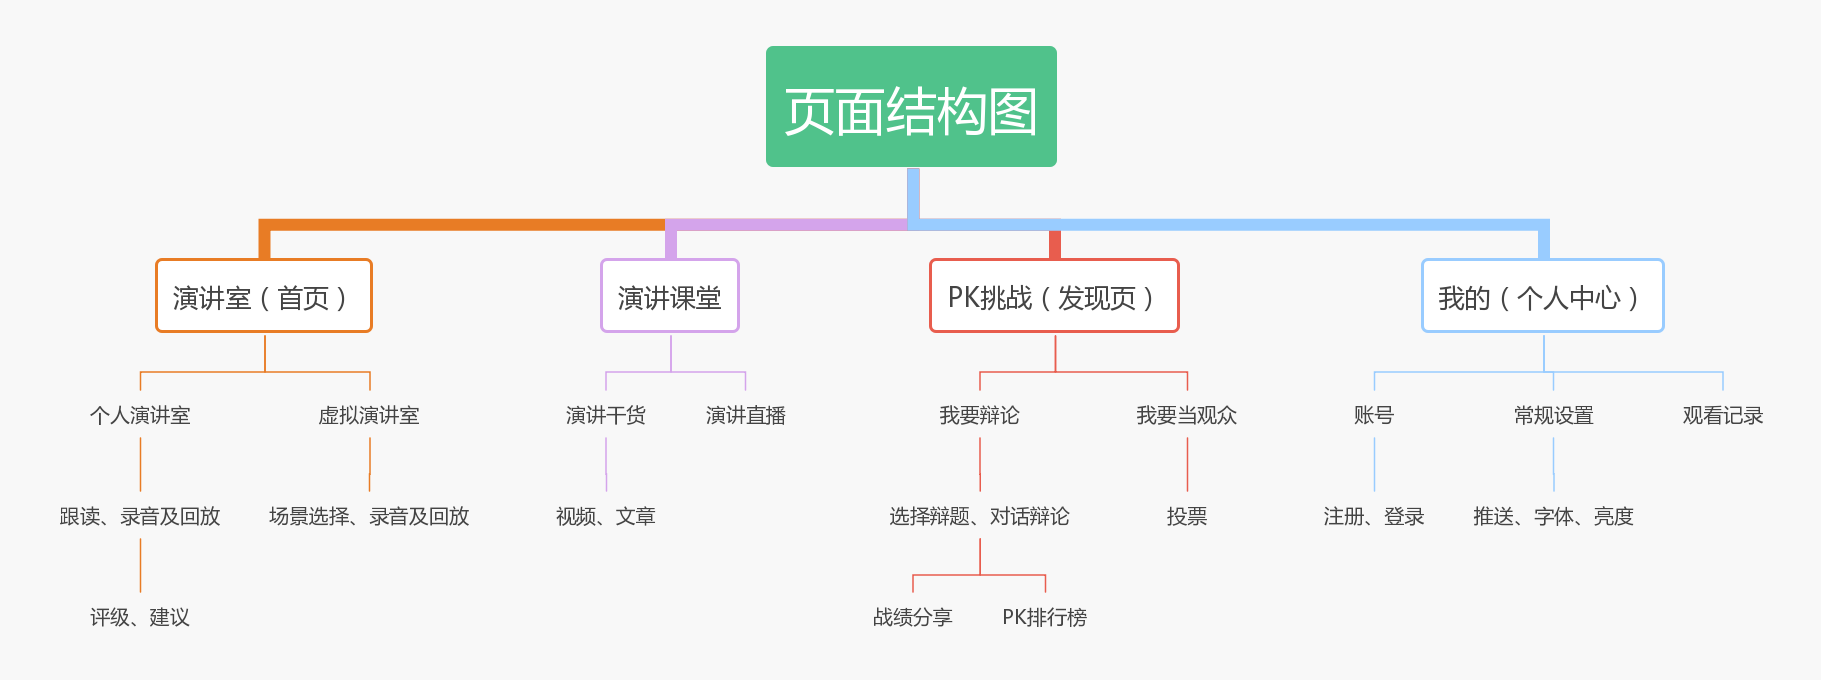 页面结构图
演讲室（首页）
演讲课堂
PK挑战（发现页）
我的（个人中心）
个人演讲室
虚拟演讲室
演讲干货
演讲直播
我要辩论
我要当观众
账号
常规设置
观看记录
跟读、录音及回放
场景选择、录音及回放
视频、文章
选择辩题、对话辩论
投票
注册、登录
推送、字体、亮度
评级、建议
战绩分享
PK排行榜